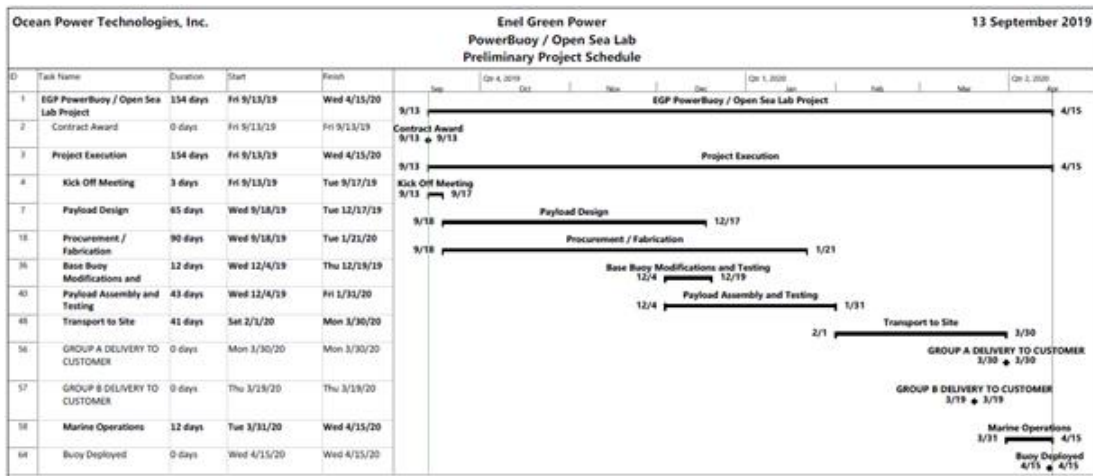 Ocean Power Technologies, Inc. Enel Green Power 13 September 2019
PowerBuoy / Open Sea Lab
Preliminary Project Schedule
ID Task Name Duration Start Finish Qtr 4, 2019 Qtr 1, 2020 Qtr 2, 2020
Sep Oct Nov Dec Jan Feb Mar Apr
1 EGP PowerBuoy / Open Sea 154 days Fri 9/13/19 Wed 4/15/20 EGP PowerBuoy / Open Sea Lab Project
Lab Project 9/13 4/15
2 Contract Award 0 days Fri 9/13/19 Fri 9/13/19 Contract Award
9/13 9/13
3 Project Execution 154 days Fri 9/13/19 Wed 4/15/20 Project Execution
9/13 4/15
4 Kick Off Meeting 3 days Fri 9/13/19 Tue 9/17/19 Kick Off Meeting
9/13 9/17
7 Payload Design 65 days Wed 9/18/19 Tue 12/17/19 Payload Design
9/18 12/17
18 Procurement / 90 days Wed 9/18/19 Tue 1/21/20 Procurement / Fabrication
Fabrication 9/18 1/21
36 Base Buoy 12 days Wed 12/4/19 Thu 12/19/19 Base Buoy Modifications and Testing
Modifications and 12/4 12/19
40 Payload Assembly and 43 days Wed 12/4/19 Fri 1/31/20 Payload Assembly and Testing
Testing 12/4 1/31
Transport to Site 41 days Sat 2/1/20 Mon 3/30/20 Transport to Site
2/1 3/30
56 GROUP A DELIVERY TO 0 days Mon 3/30/20 Mon 3/30/20 GROUP A DELIVERY TO CUSTOMER
CUSTOMER 3/30 3/30
57 GROUP B DELIVERY TO 0 days Thu 3/19/20 Thu 3/19/20 GROUP B DELIVERY TO CUSTOMER
CUSTOMER 3/19 3/19
58 Marine Operations 12 days Tue 3/31/20 Wed 4/15/20 Marine Operations
3/31 4/15
64 Buoy Deployed 0 days Wed 4/15/20 Wed 4/15/20 Buoy Deployed
4/15 4/15